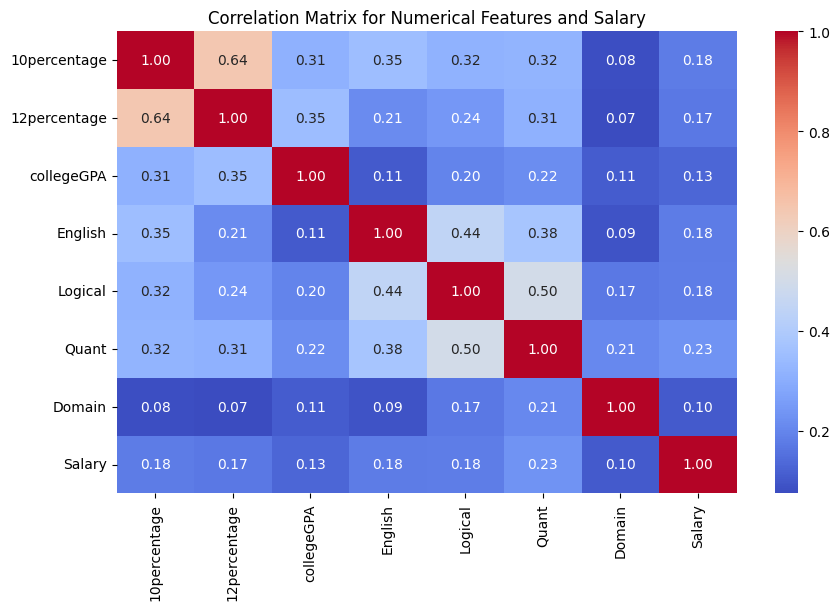 Correlation Matrix for Numerical Features and Salary
10percentage 1.00 0.64 0.31 0.35 0.32 0.32 0.08 0.18
12percentage 0.64 1.00 0.35 0.21 0.24 0.31 0.07 0.17
collegeGPA 0.31 0.35 1.00 0.11 0.20 0.22 0.11 0.13
English 0.35 0.21 0.11 1.00 0.44 0.38 0.09 0.18
Logical 0.32 0.24 0.20 0.44 1.00 0.50 0.17 0.18
Quant 0.32 0.31 0.22 0.38 0.50 1.00 0.21 0.23
Domain 0.08 0.07 0.11 0.09 0.17 0.21 1.00 0.10
Salary 0.18 0.17 0.13 0.18 0.18 0.23 0.10 1.00
10percentage
12percentage
collegeGPA
English
Logical
Quant
Domain
Salary
1.0
0.8
0.6
0.4
0.2